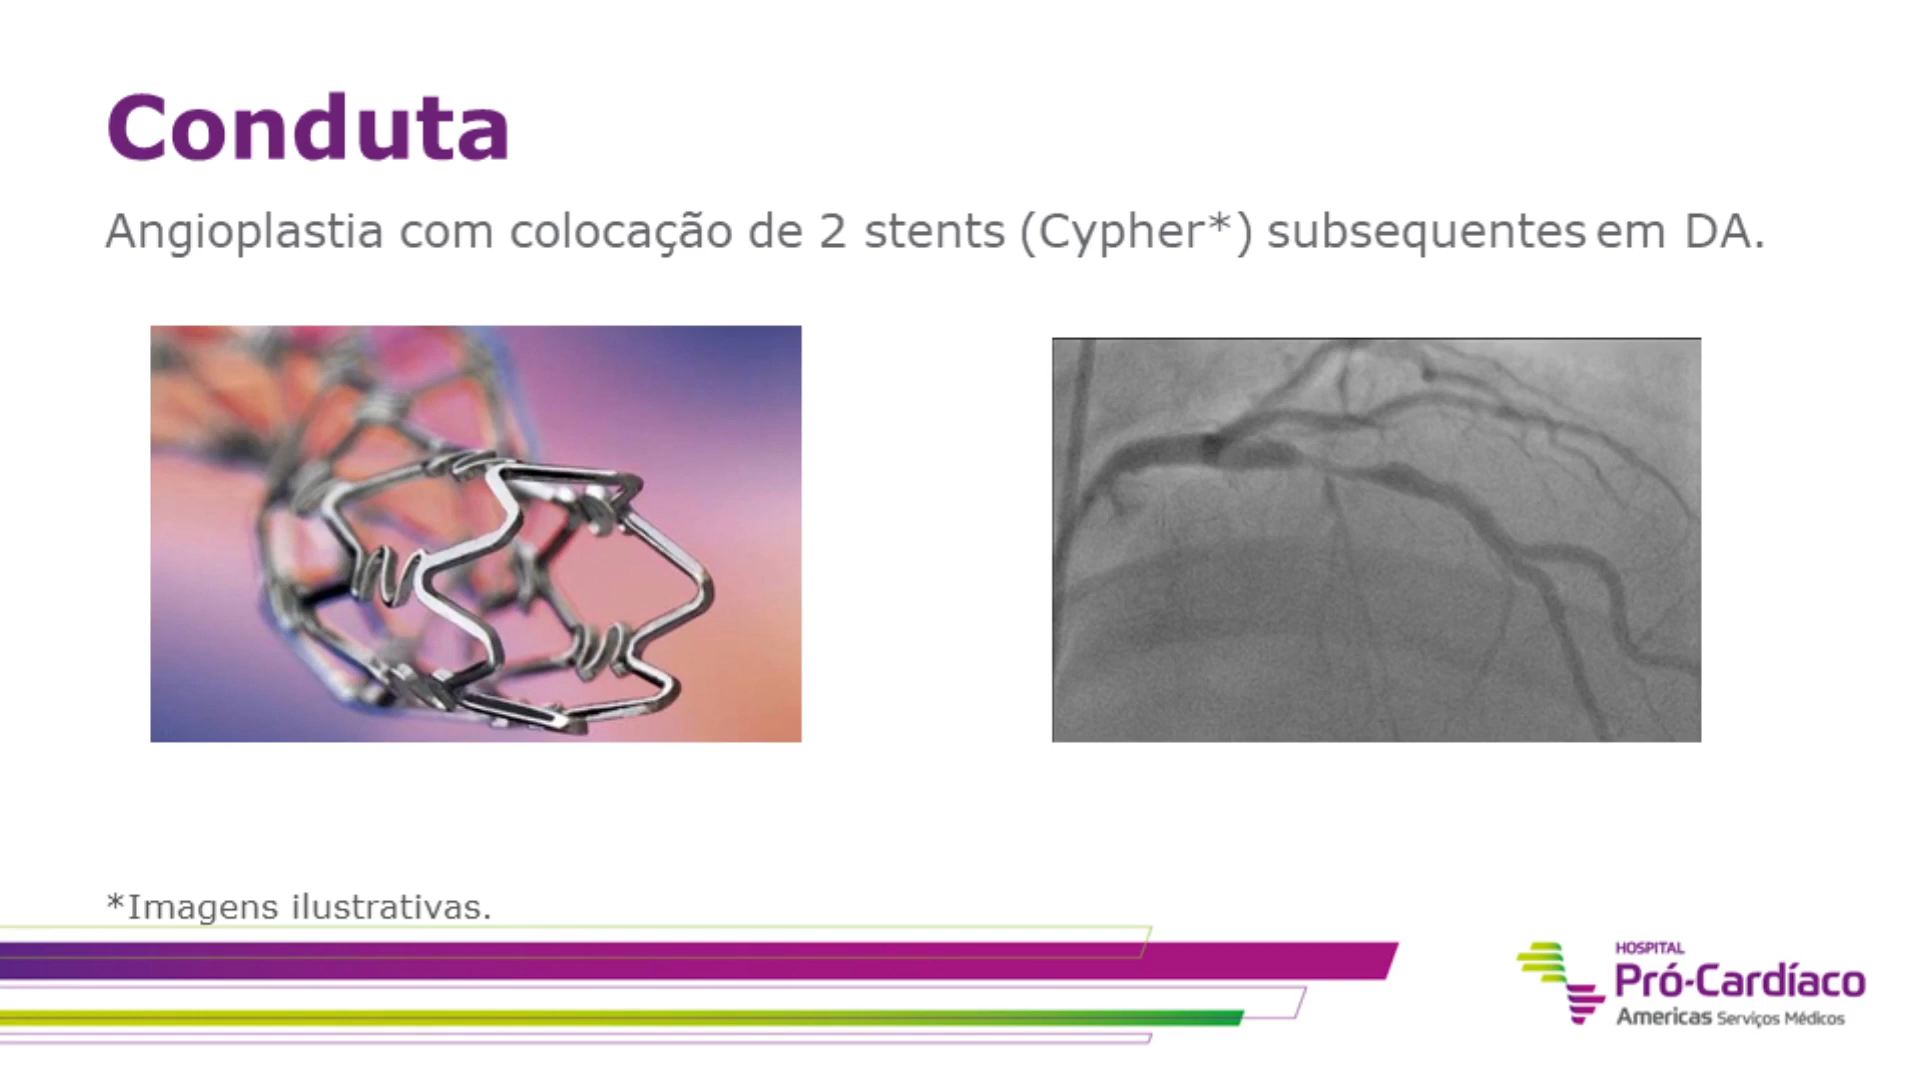 Conduta
Angioplastia com colocação de 2 stents (Cypher*) subsequentes em DA.
*Imagens ilustrativas.
HOSPITAL
Pró-Cardíaco
Americas Serviços Médicos